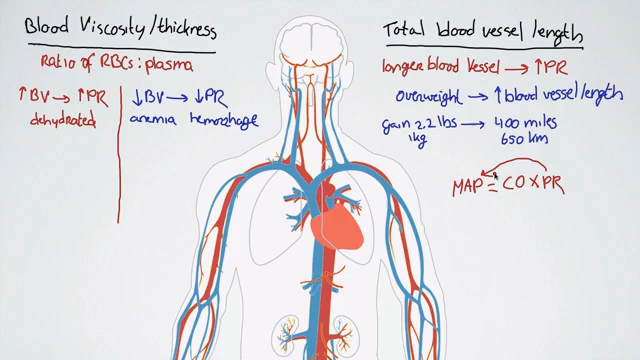 Blood Viscosity/thickness
Ratio of RBCs : plasma
↑BV → ↑PR
dehydrated
↓BV → ↓PR
anemia hemorrhage
Total blood vessel length
longer blood vessel → ↑PR
overweight → ↑ blood vessel length
gain 2.2 lbs → 400 miles
1kg 650 km
MAP = CO X PR